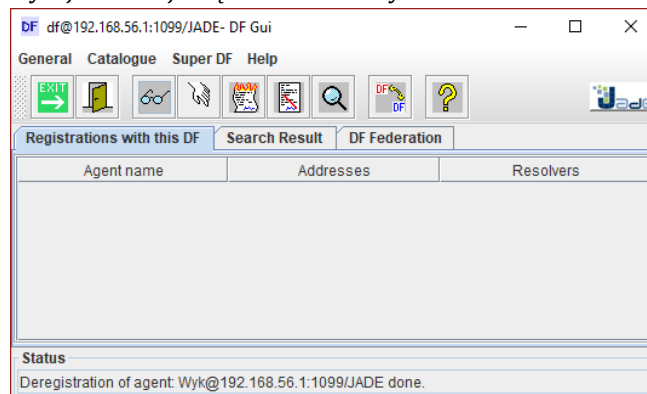 DF df@192.168.56.1:1099/JADE- DF Gui
General Catalogue Super DF Help
EXIT DF DF
Jade
Registrations with this DF Search Result DF Federation
Agent name Addresses Resolvers
Status
Deregistration of agent: Wyk@192.168.56.1:1099/JADE done.